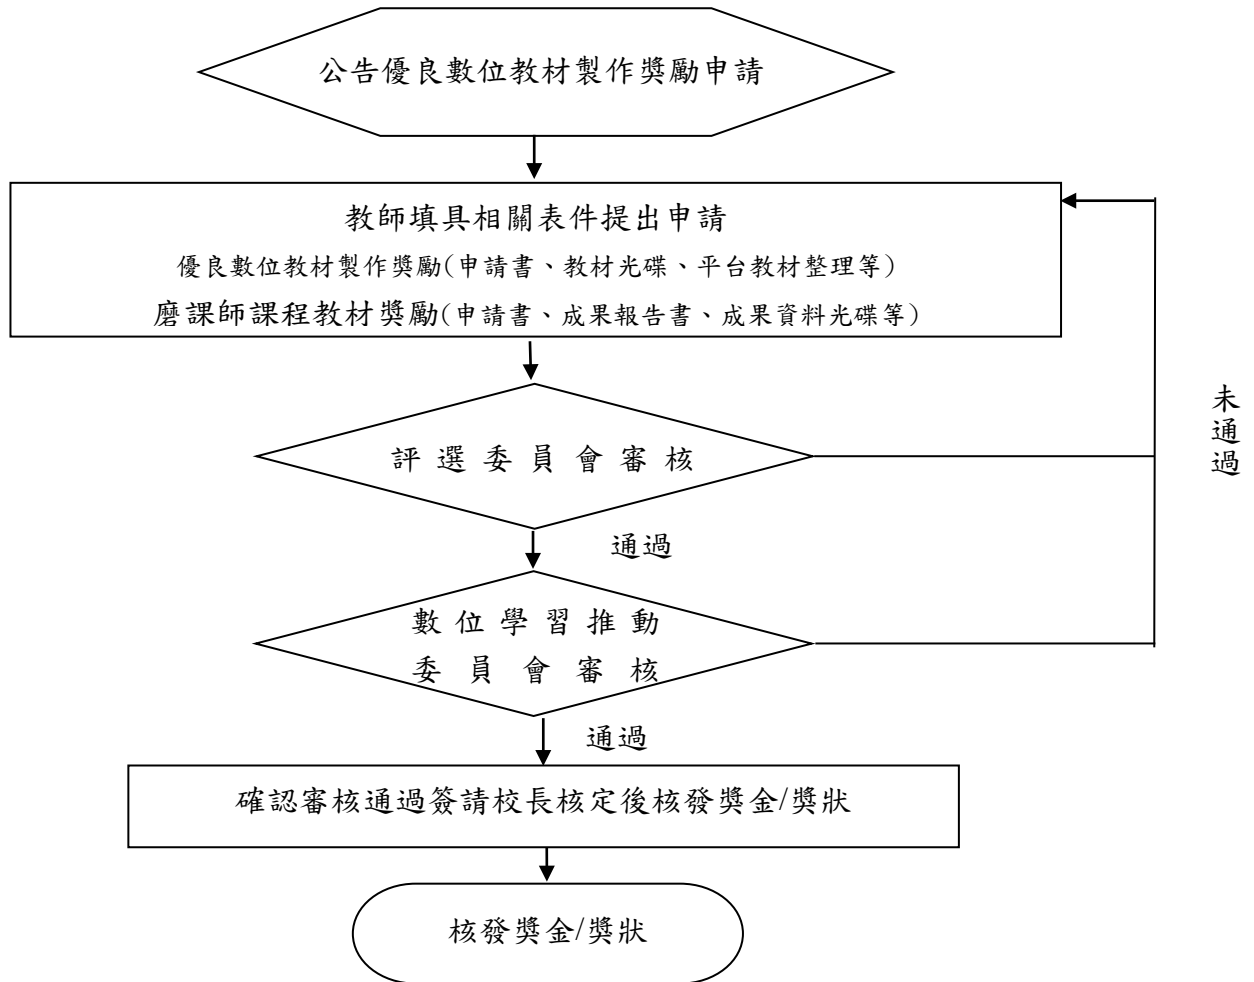 公告優良數位教材製作獎勵申請
教師填具相關表件提出申請
優良數位教材製作獎勵(申請書、教材光碟、平台教材整理等)
磨課師課程教材獎勵(申請書、成果報告書、成果資料光碟等)
評選委員會審核
未通過
通過
數位學習推動
委員會審核
通過
確認審核通過簽請校長核定後核發獎金/獎狀
核發獎金/獎狀